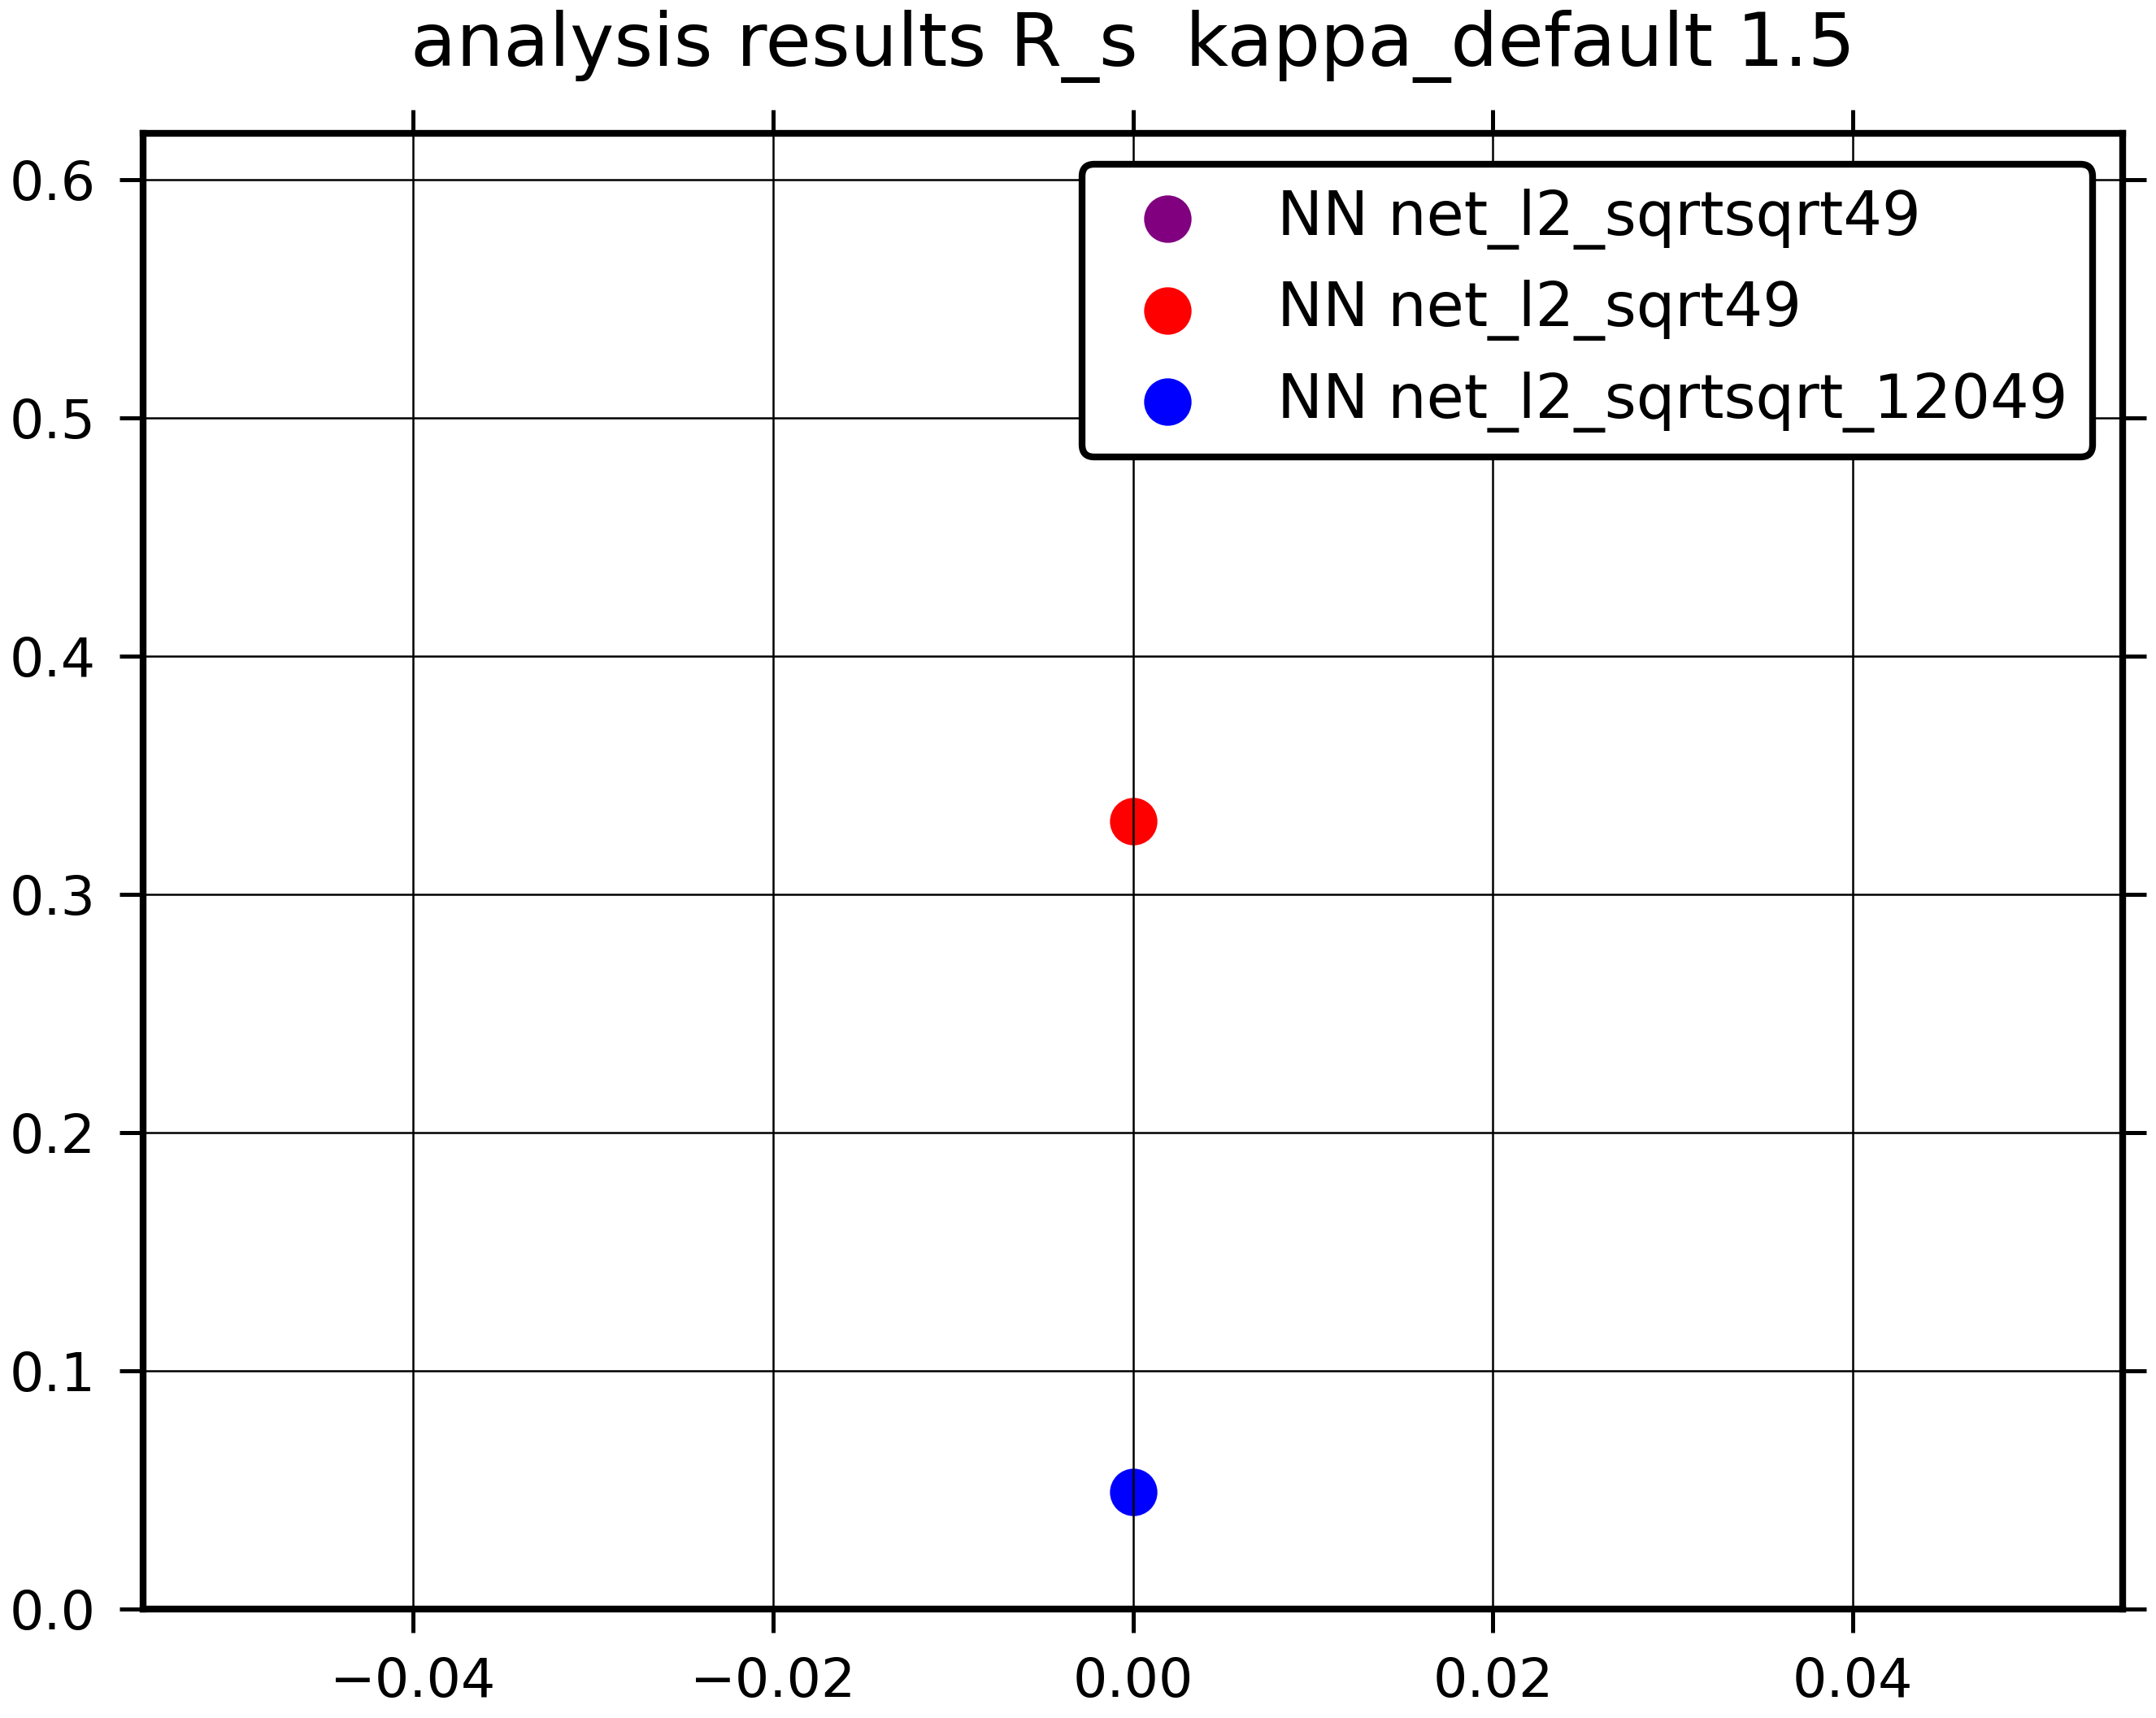 analysis results R_s  kappa_default 1.5
0.6
NN net_l2_sqrtsqrt49
NN net_l2_sqrt49
0.5
NN net_l2_sqrtsqrt_12049
0.4
0.3
0.2
0.1
0.0
−0.04 −0.02 0.00 0.02 0.04